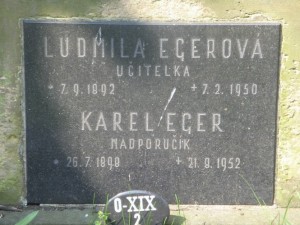 LUDMILA EGEROVÁ
UČITELKA
* 7. 9. 1892 + 7. 2. 1950
KAREL EGER
NADPORUČÍK
* 26. 7. 1890 + 21. 8. 1952
O-XIX
2